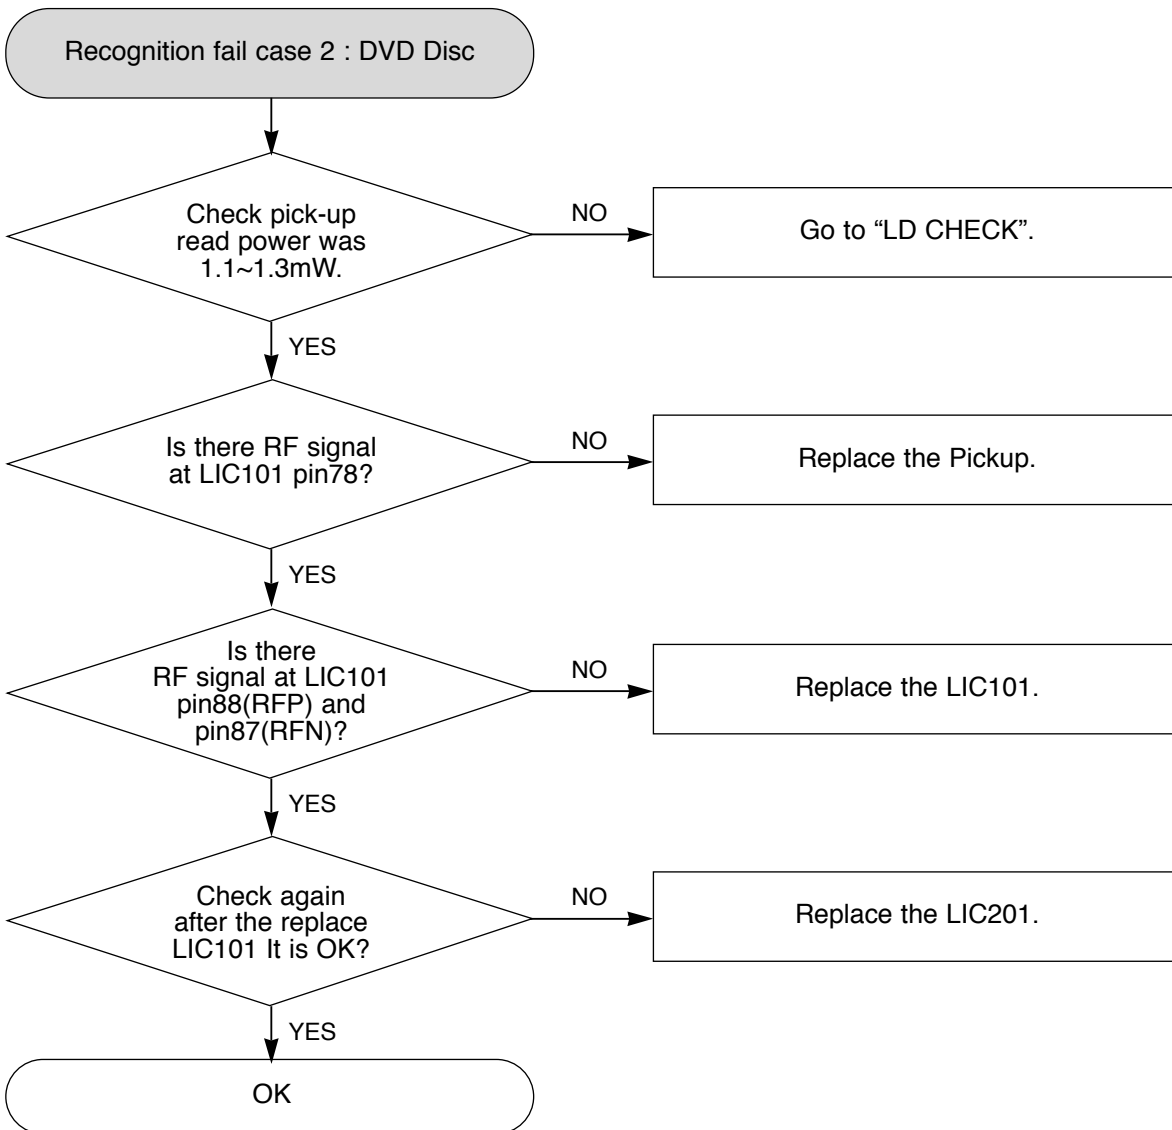 Recognition fail case 2 : DVD Disc
Check pick-up
read power was
1.1~1.3mW.
NO
Go to “LD CHECK”.
YES
Is there RF signal
at LIC101 pin78?
NO
Replace the Pickup.
YES
Is there
RF signal at LIC101
pin88(RFP) and
pin87(RFN)?
NO
Replace the LIC101.
YES
Check again
after the replace
LIC101 It is OK?
NO
Replace the LIC201.
YES
OK